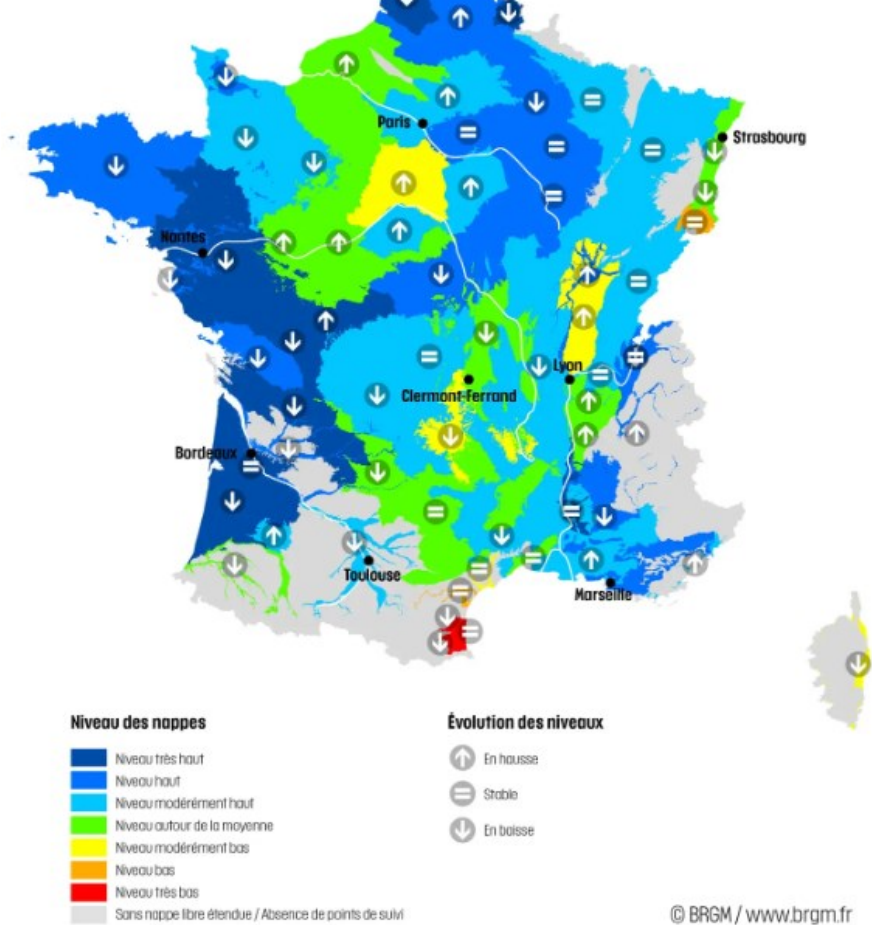 Paris
Strasbourg
Nantes
Lyon
Clermont-Ferrand
Bordeaux
Toulouse
Marseille
Niveau des nappes
Niveau très haut
Niveau haut
Niveau modérément haut
Niveau autour de la moyenne
Niveau modérément bas
Niveau bas
Niveau très bas
Sans nappe libre étendue / Absence de points de suivi
Évolution des niveaux
En hausse
Stable
En baisse
© BRGM / www.brgm.fr